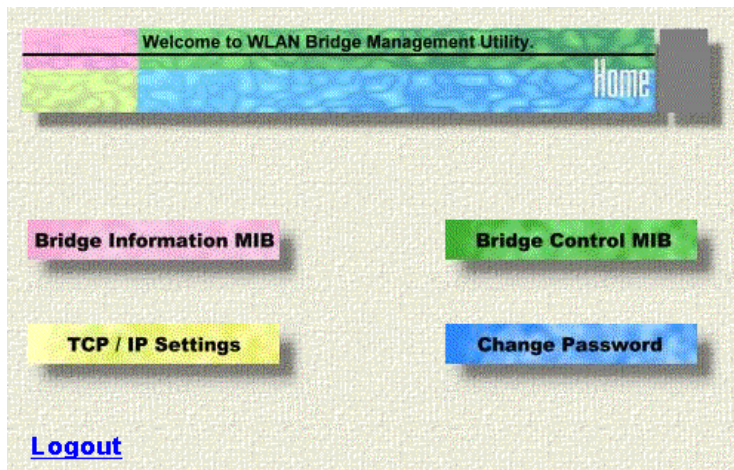 Welcome to WLAN Bridge Management Utility.
Home
Bridge Information MIB
Bridge Control MIB
TCP / IP Settings
Change Password
Logout